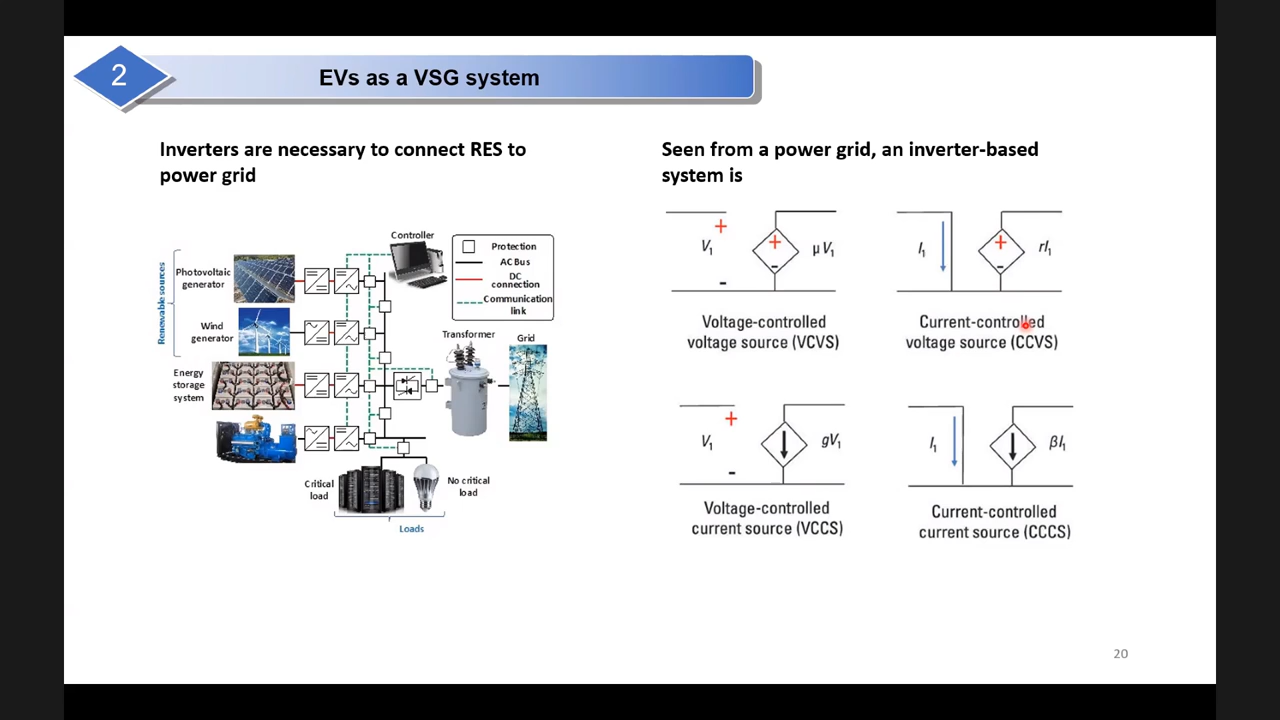 2
EVs as a VSG system
Inverters are necessary to connect RES to
power grid
Controller
Protection
AC Bus
DC
connection
Communication
link
Renewable sources
Photovoltaic
generator
Wind
generator
Energy
storage
system
Transformer
Grid
Critical
load
No critical
load
Loads
Seen from a power grid, an inverter-based
system is
V1
+
-
+
-
μV1
Voltage-controlled
voltage source (VCVS)
I1
+
-
rI1
Current-controlled
voltage source (CCVS)
V1
+
-
gV1
Voltage-controlled
current source (VCCS)
I1
βI1
Current-controlled
current source (CCCS)
20